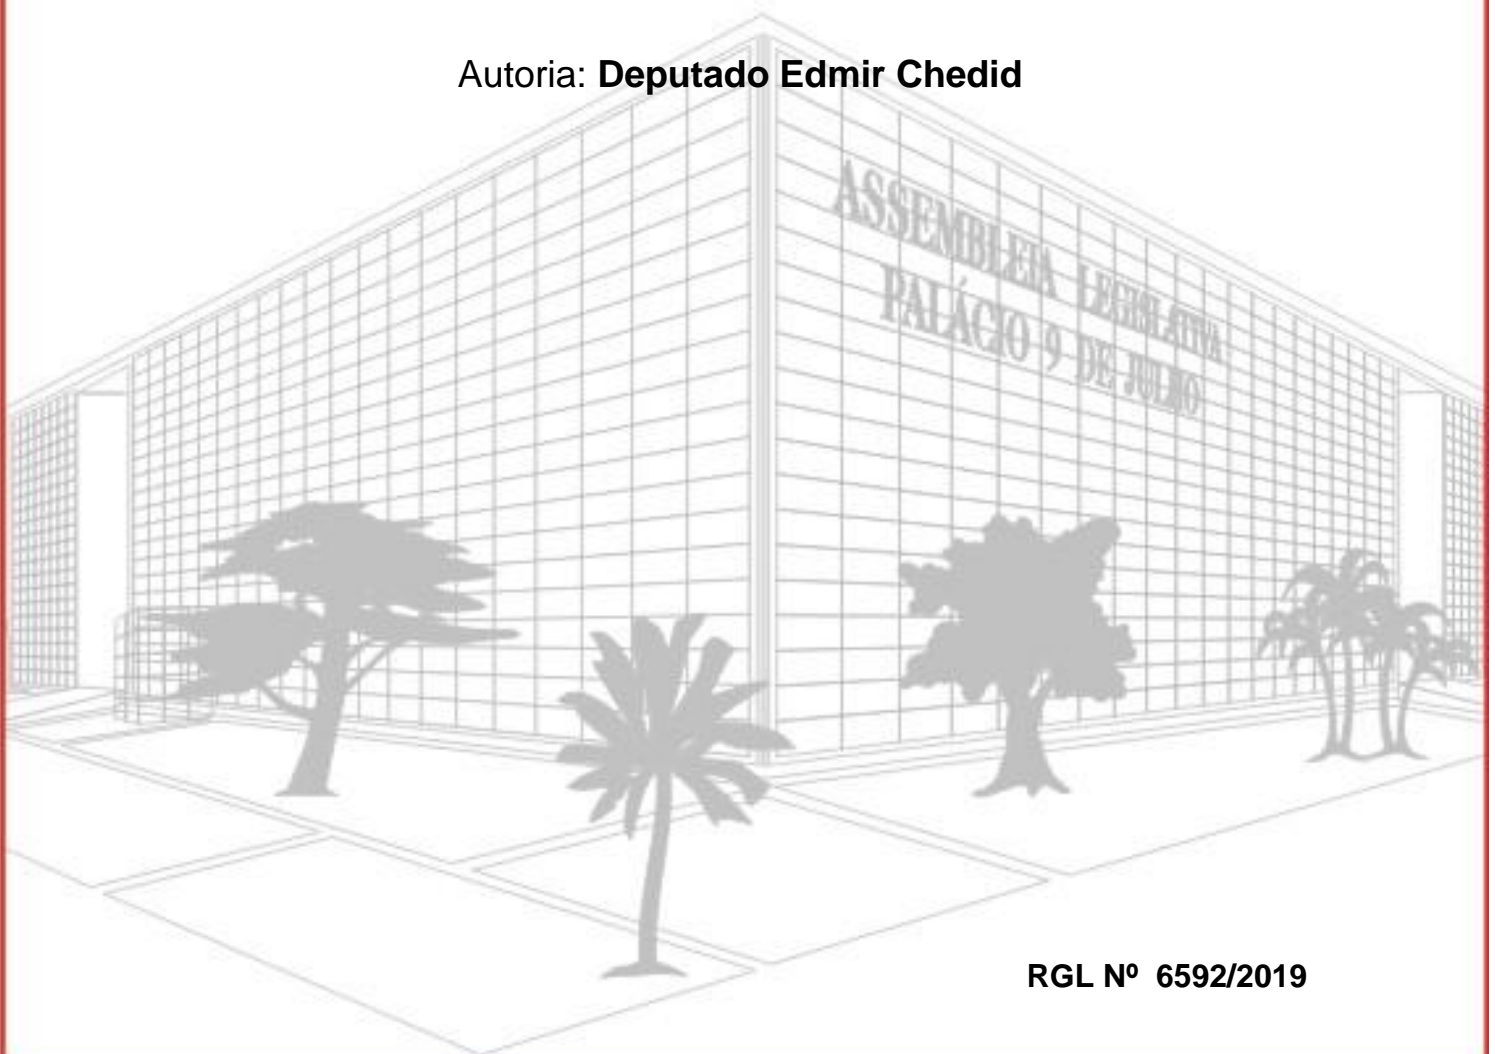 Autoria: Deputado Edmir Chedid
ASSEMBLEIA LEGISLATIVA
PALÁCIO 9 DE JULHO
RGL Nº 6592/2019